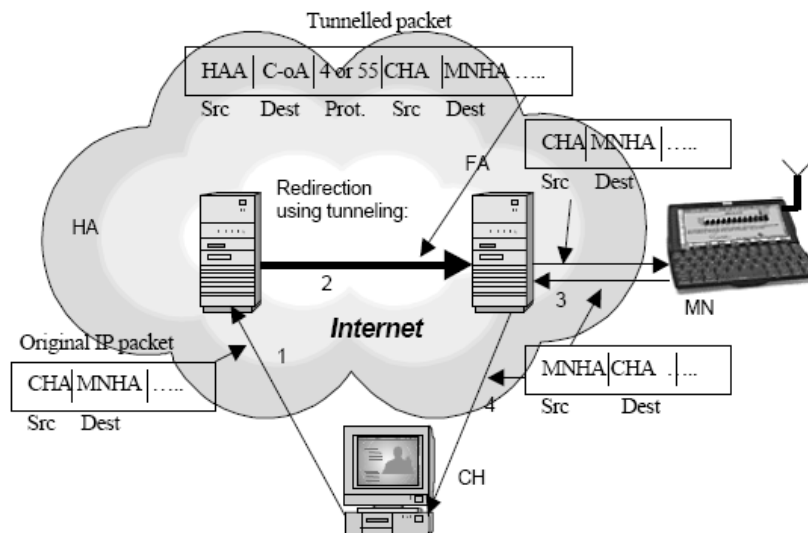 Tunnelled packet
HAA C-oA 4 or 55 CHA MNHA …..
Src Dest Prot. Src Dest
CHA MNHA …..
Src Dest
FA
HA
Redirection
using tunneling:
2
3
MN
Internet
Original IP packet
1
CHA MNHA …..
Src Dest
MNHA CHA …..
Src Dest
4
CH